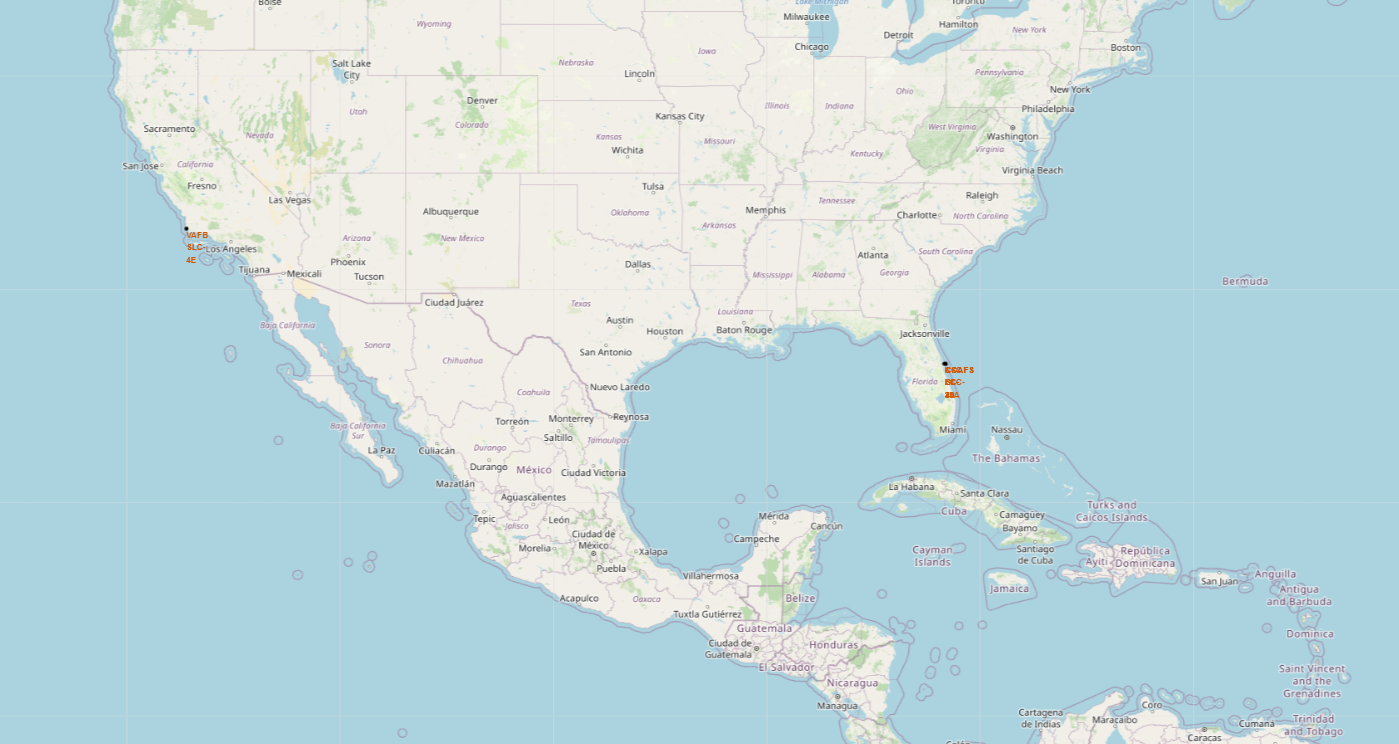 Boise
Lake Michigan
Toronto
Milwaukee
Hamilton
Wyoming
New York
Detroit
Chicago
Boston
Iowa
Salt Lake
City
Nebraska
Lincoln
Pennsylvania
New York
Denver
Ohio
Utah
Illinois
Indiana
Philadelphia
Kansas City
Colorado
Sacramento
Nevada
Kansas
Missouri
West Virginia
Washington
Wichita
Kentucky
Virginia
San Jose
California
Virginia Beach
Fresno
Tulsa
Las Vegas
Raleigh
Tennessee
Albuquerque
Oklahoma
Memphis
Charlotte
North Carolina
Arkansas
VAFB
SLC-
4E
Los Angeles
Arizona
New Mexico
Phoenix
Atlanta
South Carolina
Tijuana
Mexicali
Tucson
Dallas
Mississippi
Alabama
Georgia
Bermuda
Ciudad Juárez
Texas
Louisiana
Baja California
Austin
Houston
Baton Rouge
Jacksonville
Sonora
San Antonio
Chihuahua
Florida
Coahuila
Nuevo Laredo
Torreón
Monterrey
Reynosa
Baja California
Sur
Saltillo
Tamaulipas
Miami
Nassau
La Paz
Culiacán
Durango
The Bahamas
Durango
México
Ciudad Victoria
Mazatlán
La Habana
Santa Clara
Aguascalientes
Turks and
Caicos Islands
Cuba
Camagüey
Tepic
Jalisco
León
Mérida
Cancún
Bayamo
Ciudad de
México
Campeche
Morelia
Xalapa
Cayman
Islands
Santiago
de Cuba
Ayiti
República
Dominicana
Puebla
Villahermosa
San Juan
Anguilla
Jamaica
Antigua
and Barbuda
Acapulco
Oaxaca
Belize
Tuxtla Gutiérrez
Guatemala
Dominica
Ciudad de
Guatemala
Honduras
El Salvador
Saint Vincent
and the
Grenadines
Nicaragua
Managua
Cartagena
de Indias
Maracaibo
Coro
Caracas
Cumaná
Trinidad
and Tobago